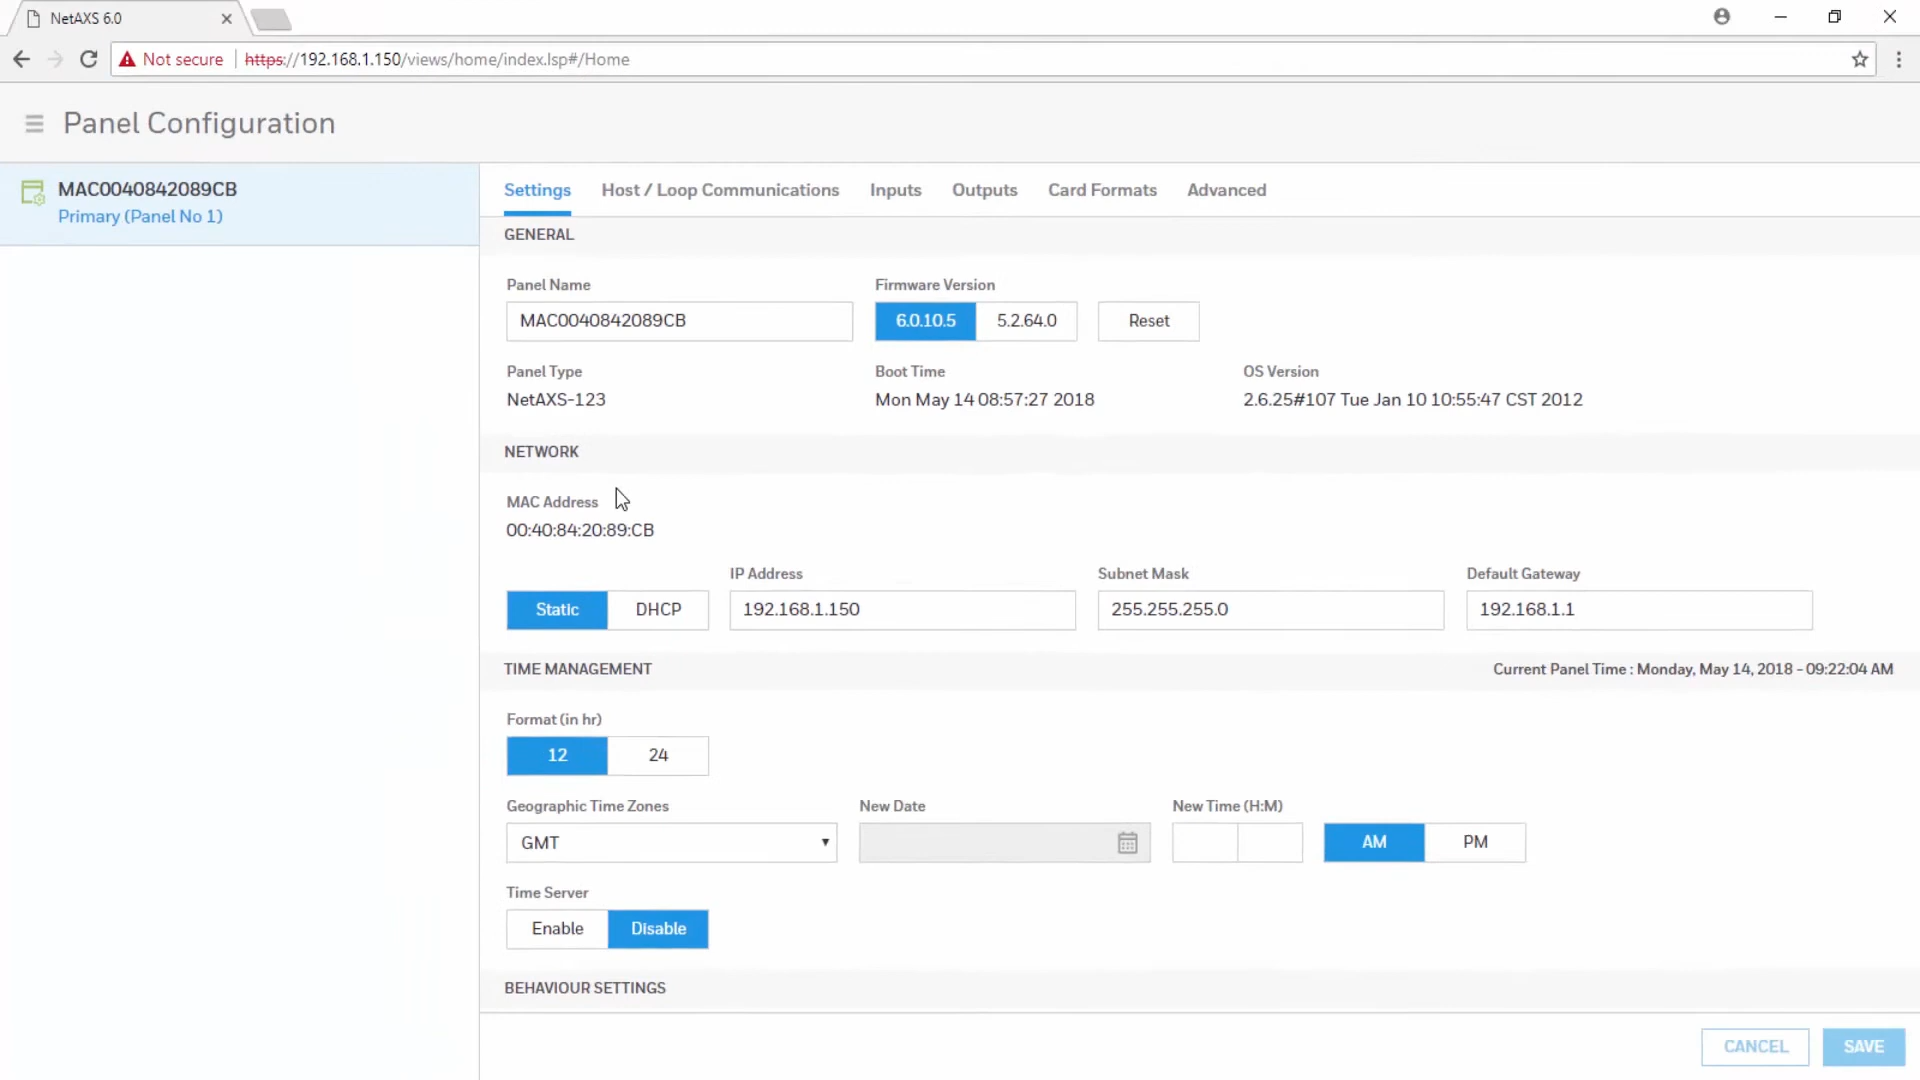 NetAXS 6.0
Not secure https://192.168.1.150/views/home/index.lsp#/Home
Panel Configuration
MAC0040842089CB
Primary (Panel No 1)
Settings Host / Loop Communications Inputs Outputs Card Formats Advanced
GENERAL
Panel Name Firmware Version
MAC0040842089CB 6.0.10.5 5.2.64.0 Reset
Panel Type Boot Time OS Version
NetAXS-123 Mon May 14 08:57:27 2018 2.6.25#107 Tue Jan 10 10:55:47 CST 2012
NETWORK
MAC Address
00:40:84:20:89:CB
IP Address Subnet Mask Default Gateway
Static DHCP 192.168.1.150 255.255.255.0 192.168.1.1
TIME MANAGEMENT Current Panel Time : Monday, May 14, 2018 - 09:22:04 AM
Format (in hr)
12 24
Geographic Time Zones New Date New Time (H:M)
GMT AM PM
Time Server
Enable Disable
BEHAVIOUR SETTINGS
CANCEL SAVE